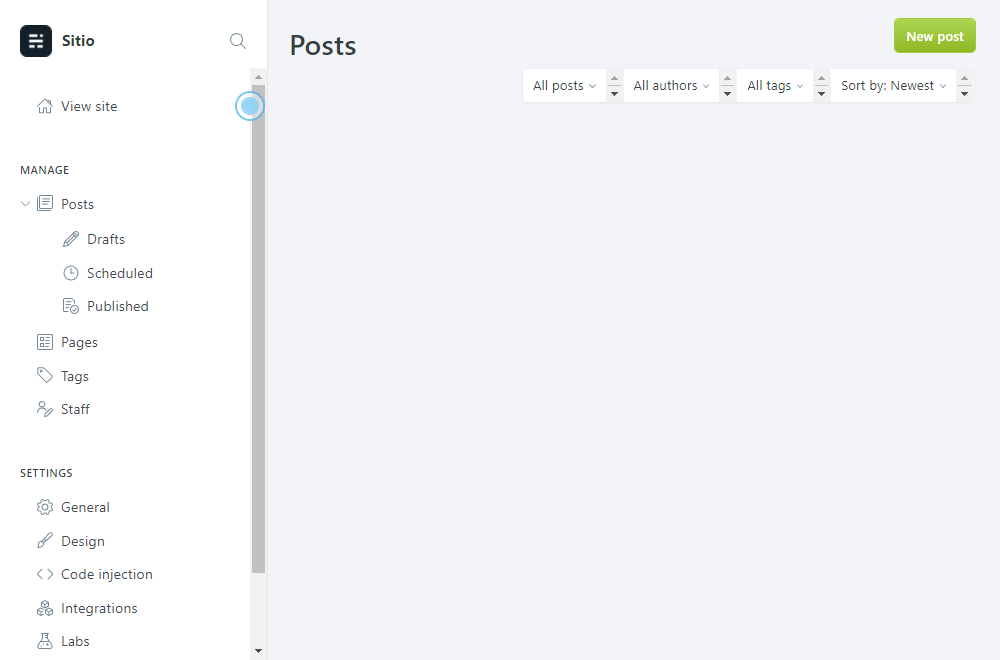 Sitio
View site
MANAGE
Posts
Drafts
Scheduled
Published
Pages
Tags
Staff
SETTINGS
General
Design
Code injection
Integrations
Labs
Posts
New post
All posts
All authors
All tags
Sort by: Newest